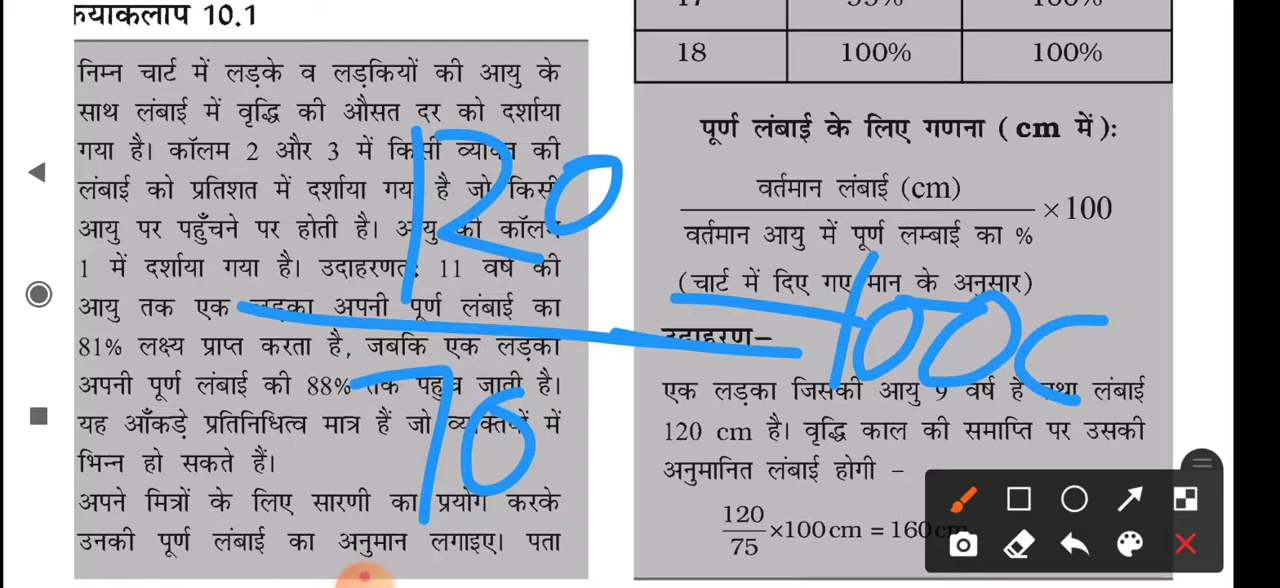 क्रियाकलाप 10.1
निम्न चार्ट में लड़के व लड़कियों की आयु के
साथ लंबाई में वृद्धि की औसत दर को दर्शाया
गया है। कॉलम 2 और 3 में किसी व्यक्ति की
लंबाई को प्रतिशत में दर्शाया गया है जो किसी
आयु पर पहुँचने पर होती है। आयु को कॉलम
1 में दर्शाया गया है। उदाहरणतः 11 वर्ष की
आयु तक एक लड़का अपनी पूर्ण लंबाई का
81% लक्ष्य प्राप्त करता है, जबकि एक लड़की
अपनी पूर्ण लंबाई की 88% तक पहुंच जाती है।
यह आँकड़े प्रतिनिधित्व मात्र हैं जो व्यक्तियों में
भिन्न हो सकते हैं।
अपने मित्रों के लिए सारणी का प्रयोग करके
उनकी पूर्ण लंबाई का अनुमान लगाइए। पता
120
100C
18 100% 100%
पूर्ण लंबाई के लिए गणना (cm में):
वर्तमान लंबाई (cm)
×100
वर्तमान आयु में पूर्ण लम्बाई का %
(चार्ट में दिए गए मान के अनुसार)
उदाहरण–
एक लड़का जिसकी आयु 9 वर्ष है तथा लंबाई
120 cm है। वृद्धि काल की समाप्ति पर उसकी
अनुमानित लंबाई होगी –
120
75
×100 cm = 160 cm